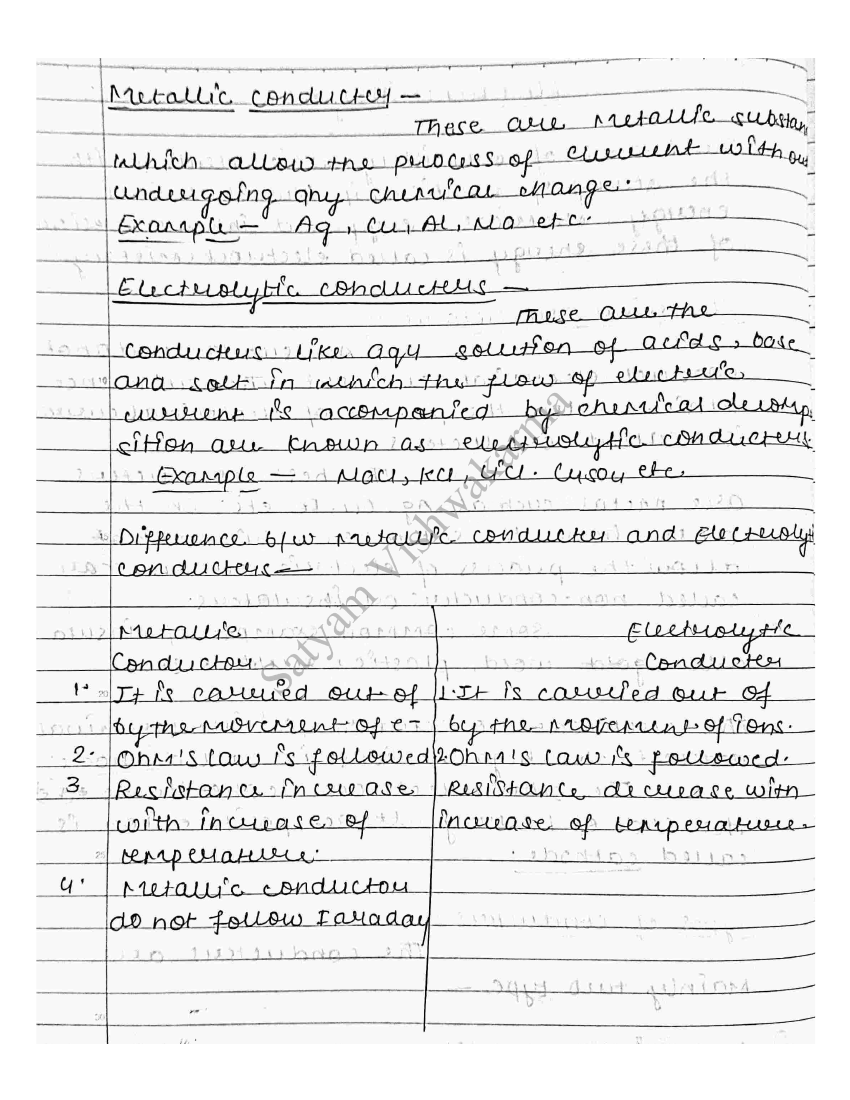 Metallic conducter –
These are Metallic substan
which allow the process of current withou
undergoing any chemical change.
Example – Ag, Cu, Al, Na etc.
Electrolytic conducters –
These are the
conducters like aqu solution of acids, base
and salt in which the flow of electric
current is accompanied by chemical decomp
sition are known as electrolytic conducters
Example – NaCl, KCl, LiCl. CuSO4 etc.
Difference b/w Metallic conducter and Electrolyti
conducters –
Metallic Conductor.
Electrolytic Conducter
1. It is carried out of by the movement of e-
1. It is carried out of by the movement of ions.
2. Ohm's law is followed
2. Ohm's law is followed.
3 Resistance increase with increase of temperature.
Resistance decrease with increase of temperature.
4. Metallic conductor do not follow Faraday
Satyam Vishwakarma